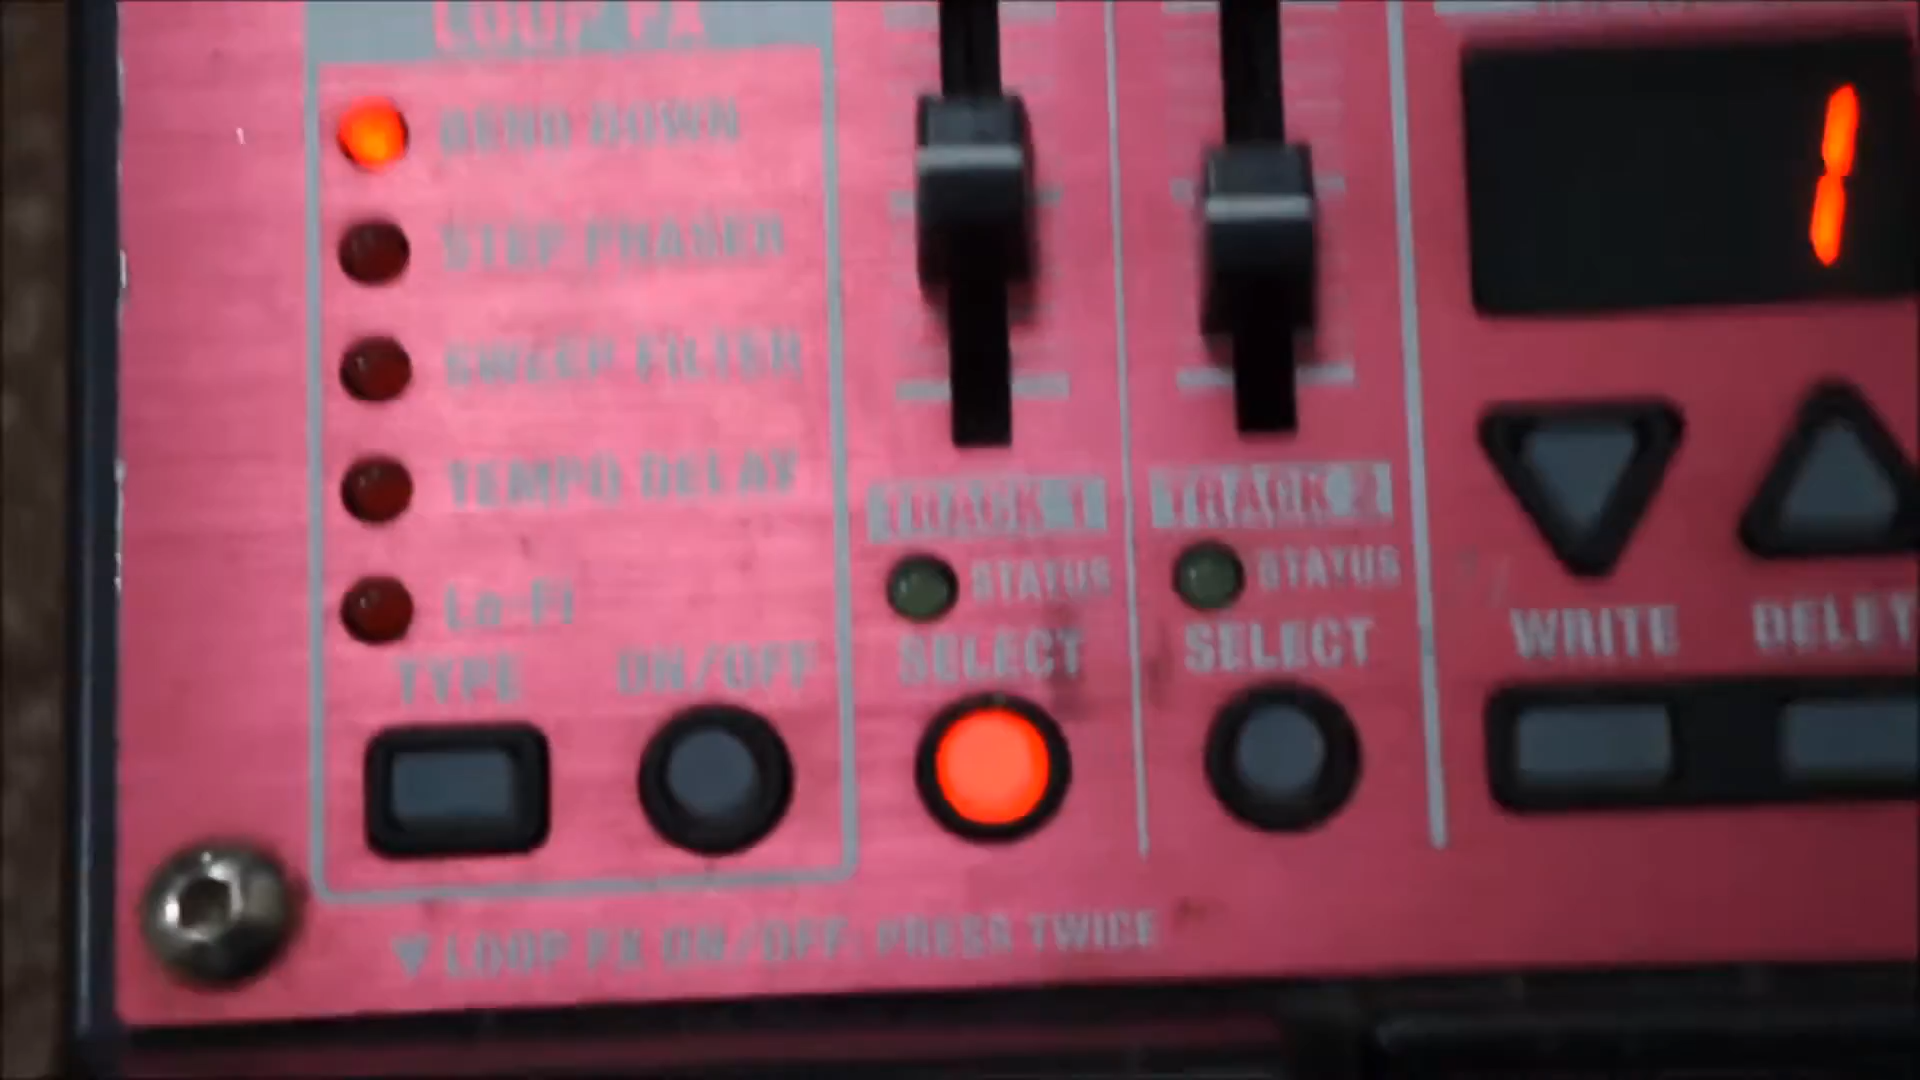 LOOP FX
BEND DOWN
STEP PHASER
SWEEP FILTER
TEMPO DELAY
Lo-Fi
TYPE
ON/OFF
TRACK 1
STATUS
SELECT
TRACK 2
STATUS
SELECT
1
WRITE
▼LOOP FX ON/OFF: PRESS TWICE